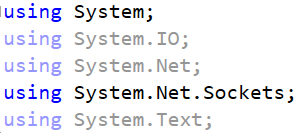 using System;
using System.IO;
using System.Net;
using System.Net.Sockets;
using System.Text;